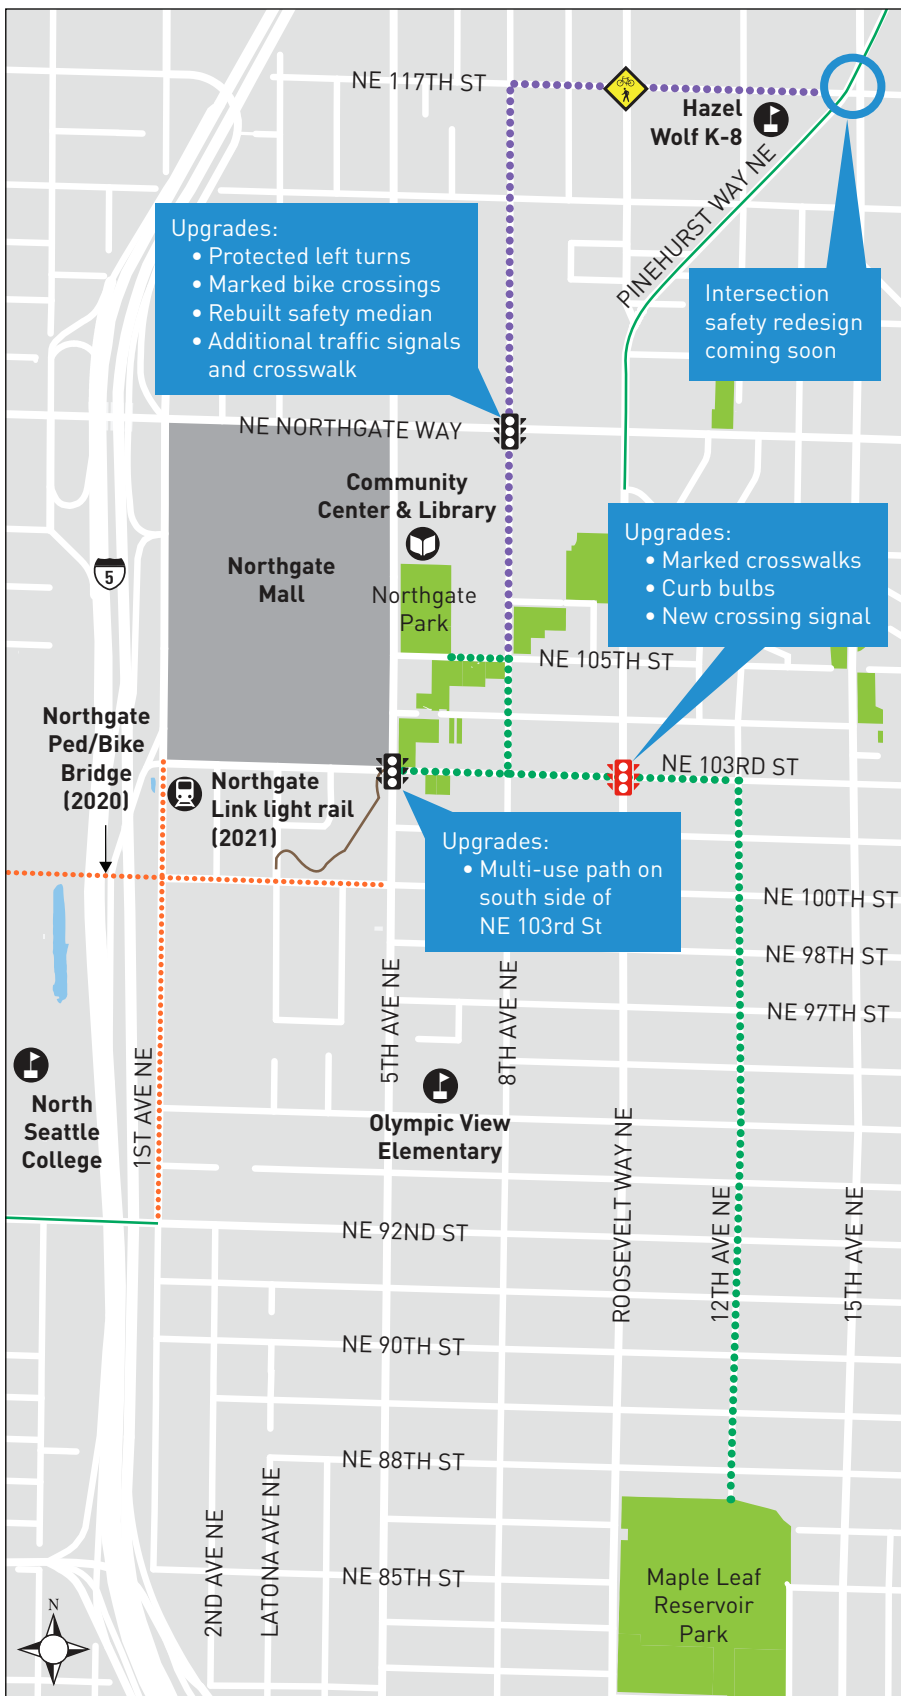 NE 117TH ST
Hazel
Wolf K-8
PINEHURST WAY NE
Upgrades:
• Protected left turns
• Marked bike crossings
• Rebuilt safety median
• Additional traffic signals
and crosswalk
Intersection
safety redesign
coming soon
NE NORTHGATE WAY
Community
Center & Library
Upgrades:
• Marked crosswalks
• Curb bulbs
• New crossing signal
5
Northgate
Mall
Northgate
Park
NE 105TH ST
Northgate
Ped/Bike
Bridge
(2020)
Northgate
Link light rail
(2021)
NE 103RD ST
Upgrades:
• Multi-use path on
south side of
NE 103rd St
NE 100TH ST
NE 98TH ST
NE 97TH ST
5TH AVE NE
8TH AVE NE
1ST AVE NE
North
Seattle
College
Olympic View
Elementary
ROOSEVELT WAY NE
12TH AVE NE
15TH AVE NE
NE 92ND ST
NE 90TH ST
NE 88TH ST
2ND AVE NE
LATONA AVE NE
NE 85TH ST
Maple Leaf
Reservoir
Park
N